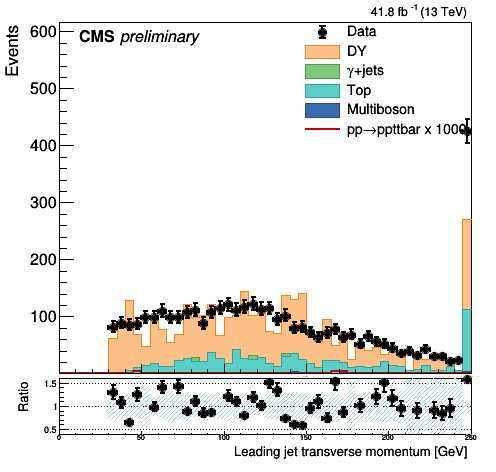 41.8 fb⁻¹ (13 TeV)
CMS preliminary
Data
DY
γ+jets
Top
Multiboson
pp→ppttbar x 1000
Events
600
500
400
300
200
100
Ratio
1.5
1
0.5
0 50 100 150 200 250
Leading jet transverse momentum [GeV]